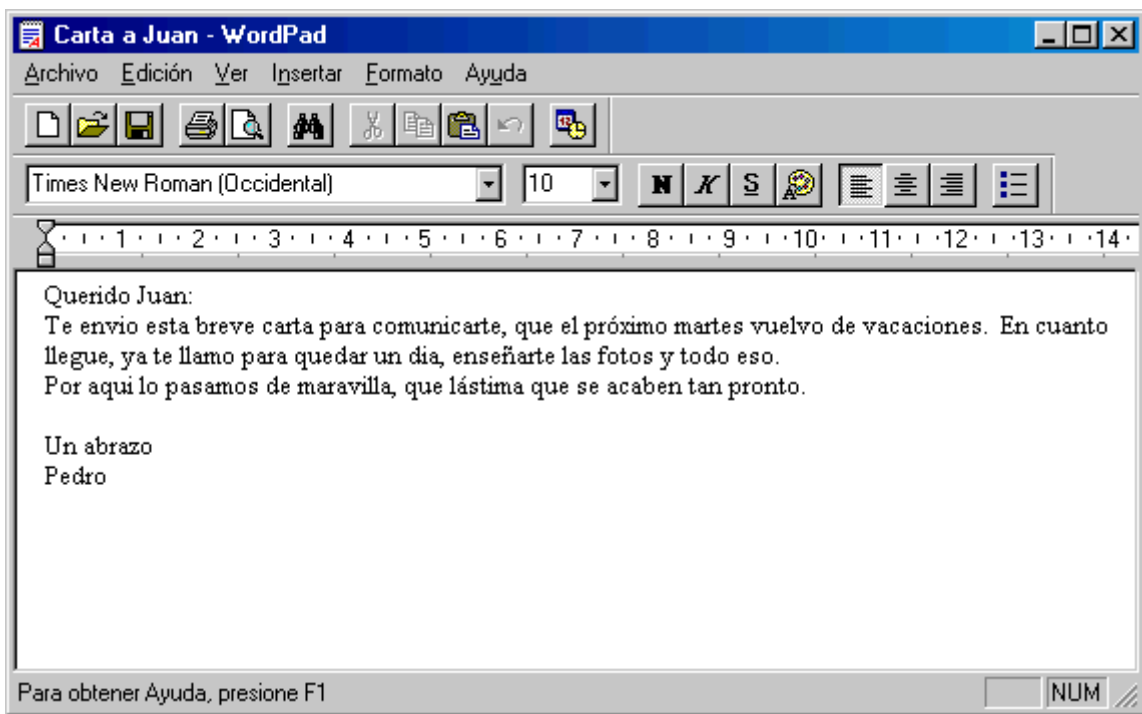 Carta a Juan - WordPad
Archivo Edición Ver Insertar Formato Ayuda
Times New Roman (Occidental) 10 N K S
1 2 3 4 5 6 7 8 9 10 11 12 13 14
Querido Juan:
Te envio esta breve carta para comunicarte, que el próximo martes vuelvo de vacaciones. En cuanto
llegue, ya te llamo para quedar un dia, enseñarte las fotos y todo eso.
Por aqui lo pasamos de maravilla, que lástima que se acaben tan pronto.
Un abrazo
Pedro
Para obtener Ayuda, presione F1 NUM